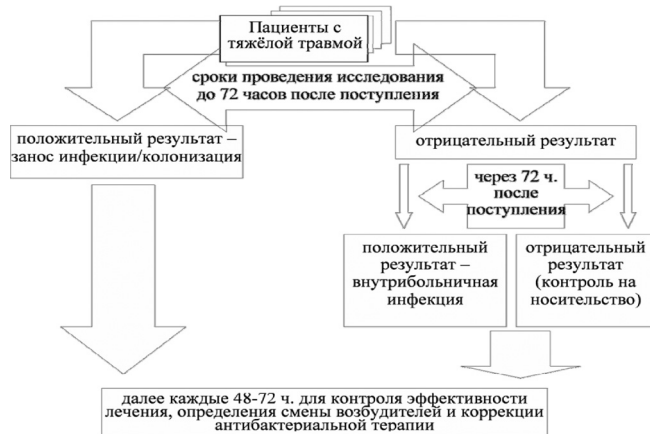 Пациенты с
тяжёлой травмой
сроки проведения исследования
до 72 часов после поступления
положительный результат –
занос инфекции/колонизация
отрицательный результат
через 72 ч.
после
поступления
положительный
результат –
внутрибольничная
инфекция
отрицательный
результат
(контроль на
носительство)
далее каждые 48-72 ч. для контроля эффективности
лечения, определения смены возбудителей и коррекции
антибактериальной терапии